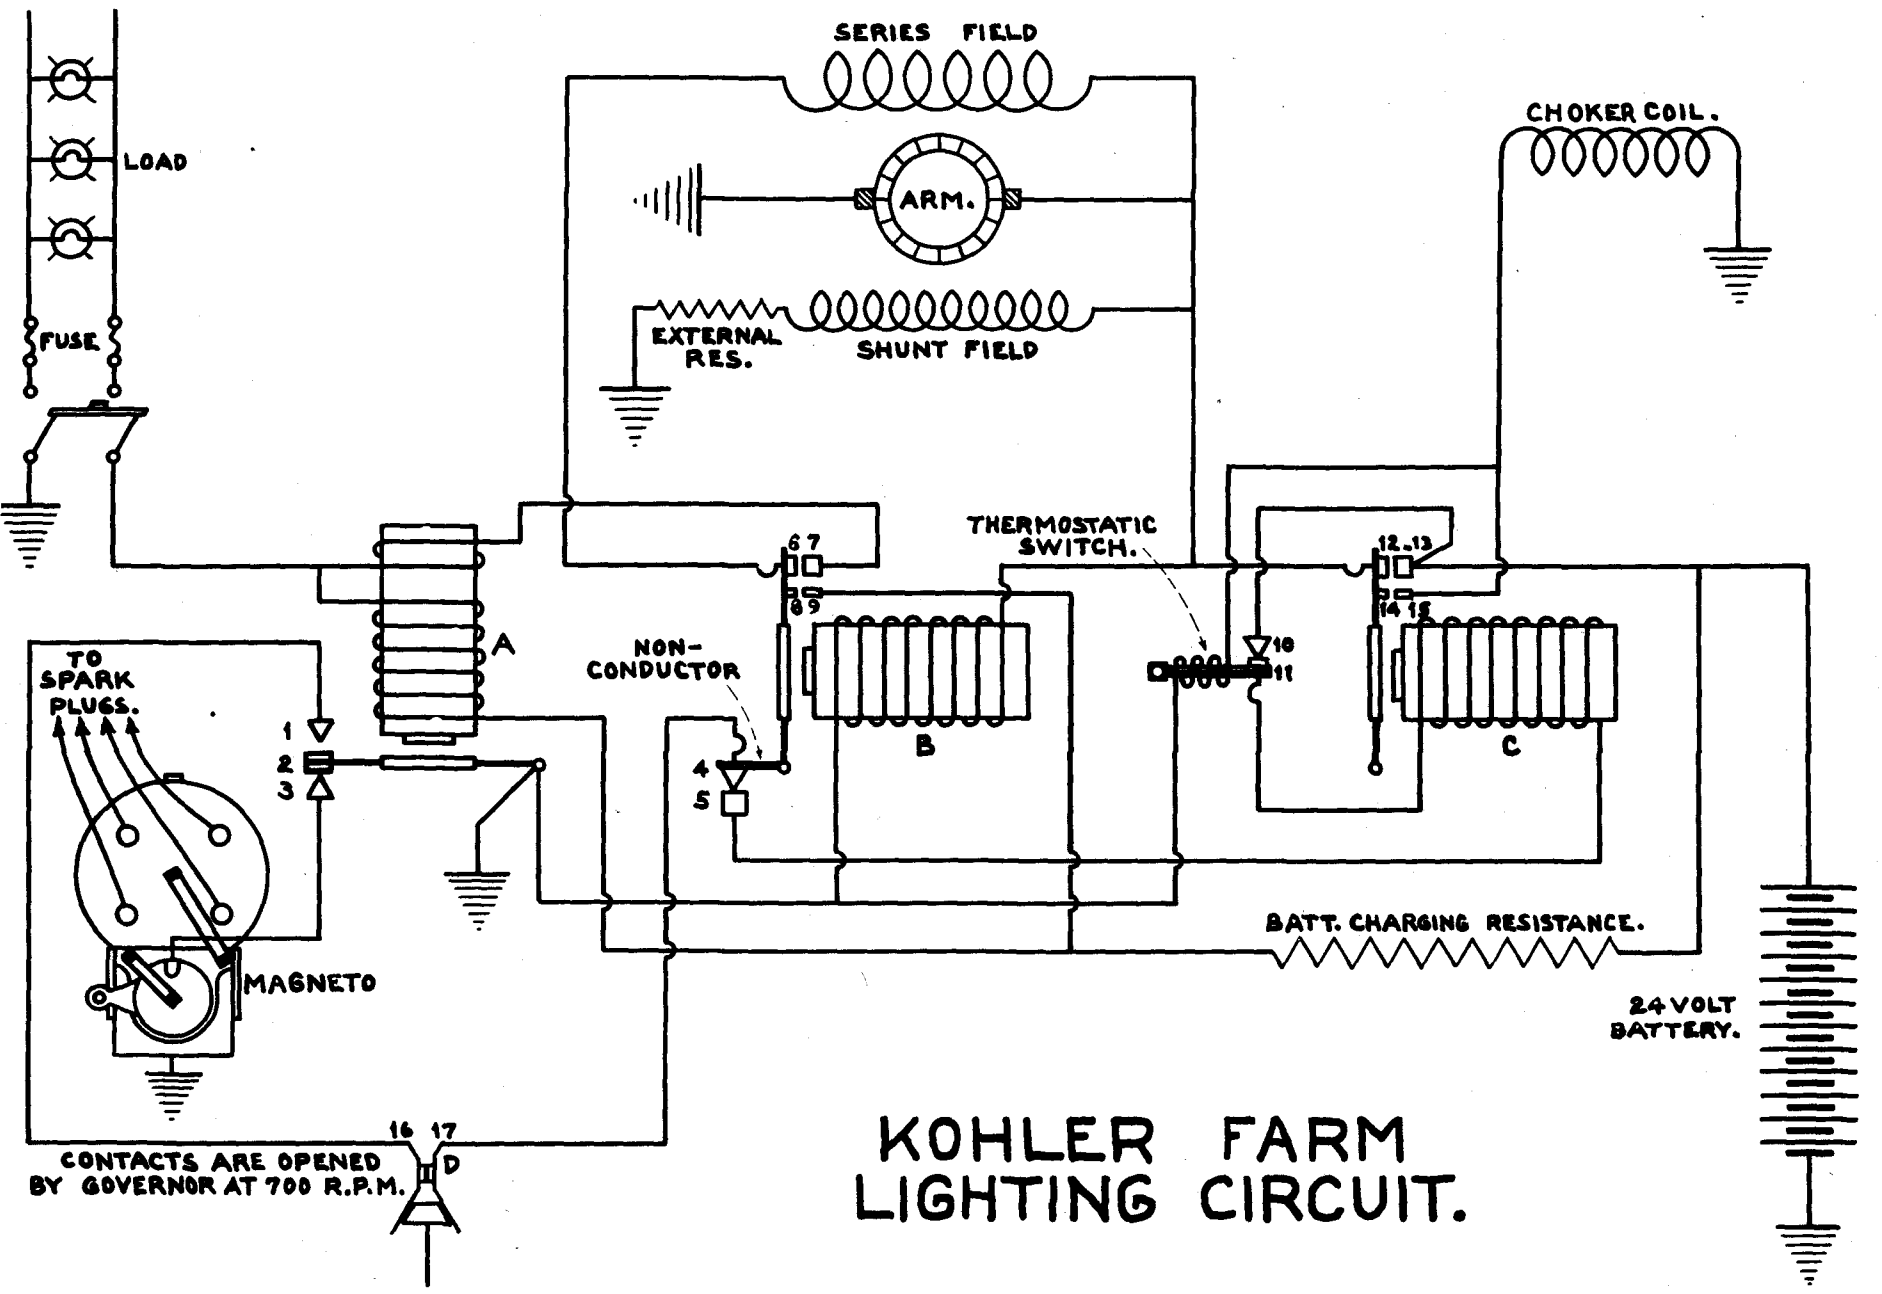 SERIES FIELD
CHOKER COIL.
LOAD
ARM.
FUSE
EXTERNAL
RES.
SHUNT FIELD
THERMOSTATIC
SWITCH.
6 7
8 9
12 13
14 15
A
NON-
CONDUCTOR
10
11
TO
SPARK
PLUGS.
1
2
3
4
5
B
C
BATT. CHARGING RESISTANCE.
MAGNETO
24 VOLT
BATTERY.
16 17
D
CONTACTS ARE OPENED
BY GOVERNOR AT 700 R.P.M.
KOHLER FARM
LIGHTING CIRCUIT.